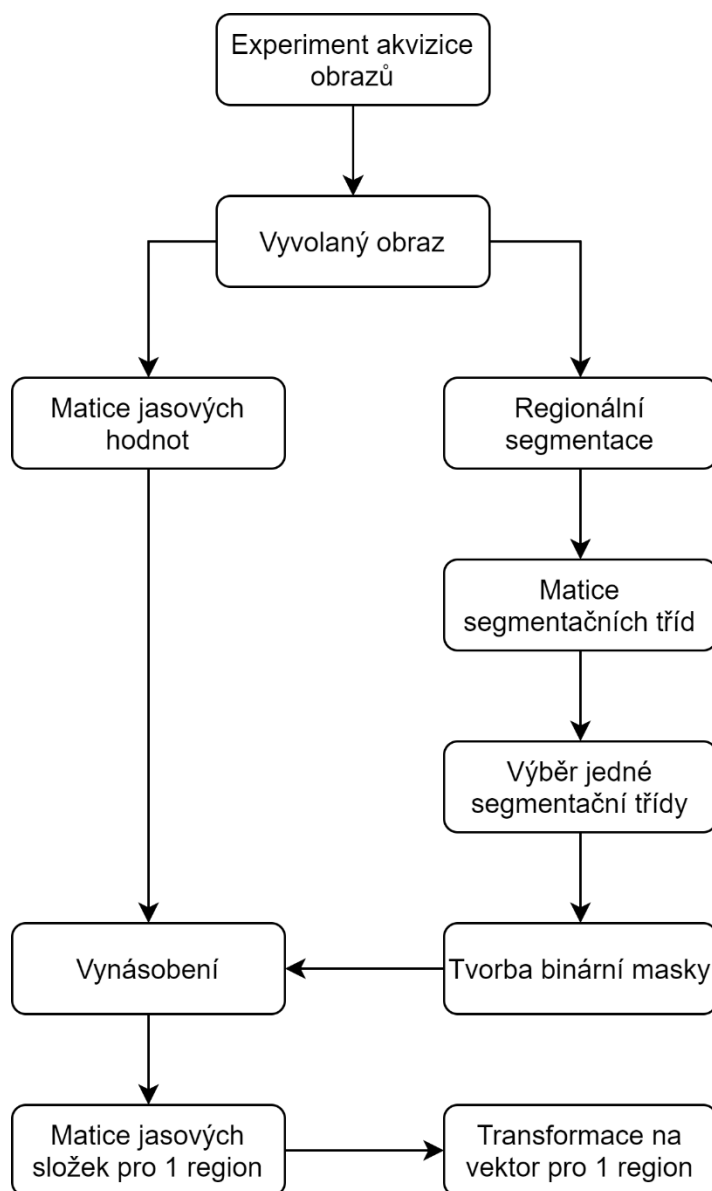 Experiment akvizice
obrazů
Vyvolaný obraz
Matice jasových
hodnot
Regionální
segmentace
Matice
segmentačních tříd
Výběr jedné
segmentační třídy
Vynásobení
Tvorba binární masky
Matice jasových
složek pro 1 region
Transformace na
vektor pro 1 region